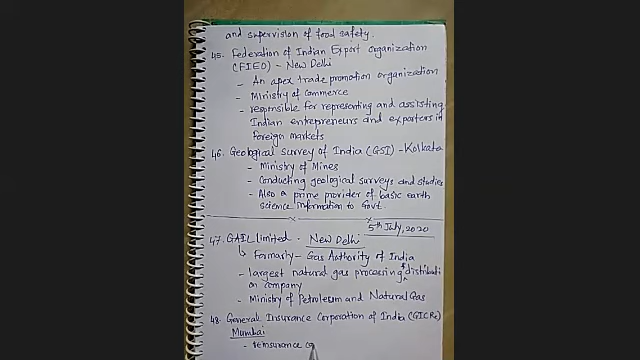 and supervision of food safety.
45. Federation of Indian Export Organization
(FIEO) - New Delhi
- An apex trade promotion organization
- Ministry of Commerce
- responsible for representing and assisting
Indian entrepreneurs and exporters in
foreign markets
46. Geological Survey of India (GSI) - Kolkata
- Ministry of Mines
- Conducting geological surveys and studies
- Also a prime provider of basic earth
science information to Govt.
5th July, 2020
47. GAIL Limited - New Delhi
Formarly - Gas Authority of India
- largest natural gas processing & distributi
on company
- Ministry of Petroleum and Natural Gas
48. General Insurance Corporation of India (GICRe)
Mumbai
- reinsurance co